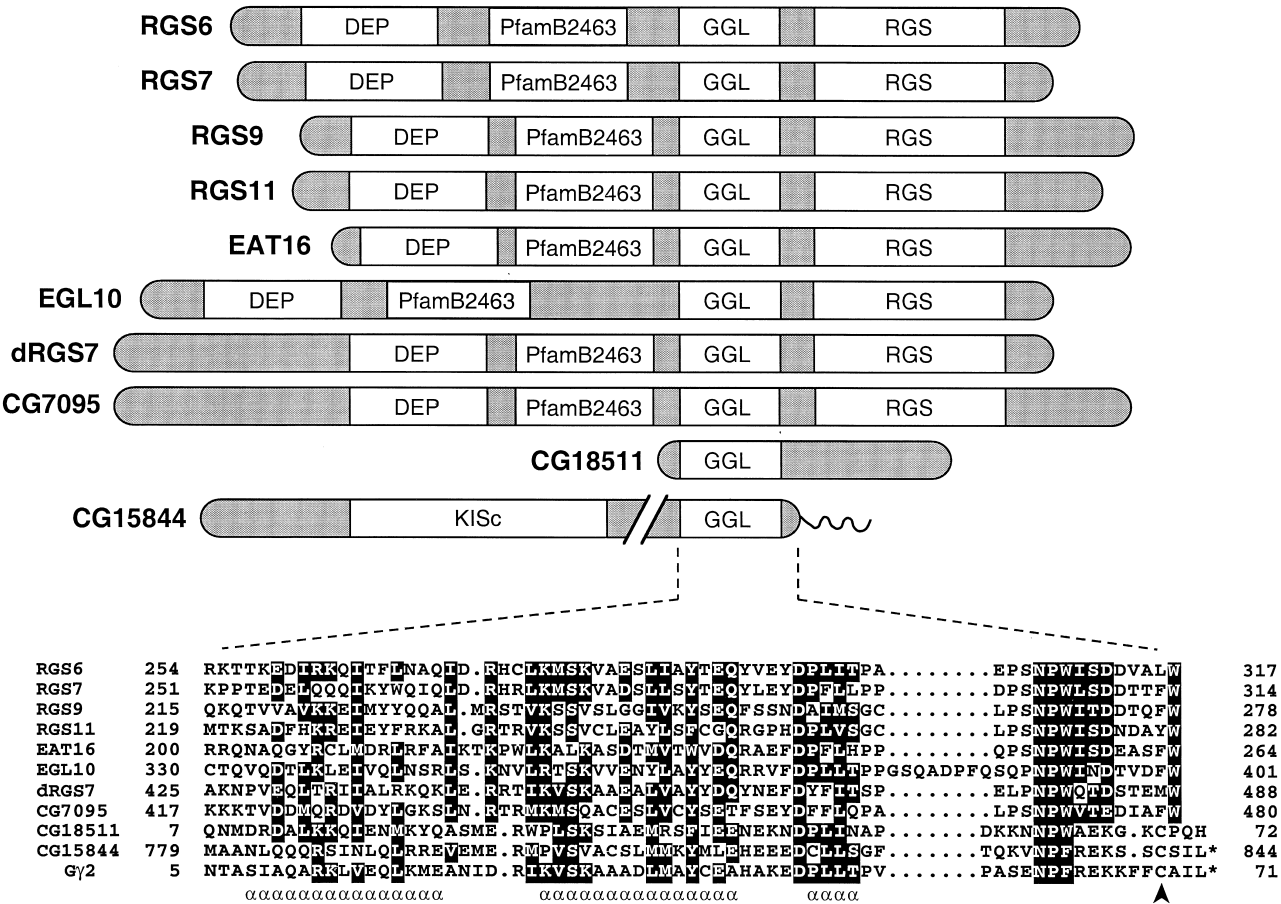 RGS6 DEP PfamB2463 GGL RGS
RGS7 DEP PfamB2463 GGL RGS
RGS9 DEP PfamB2463 GGL RGS
RGS11 DEP PfamB2463 GGL RGS
EAT16 DEP PfamB2463 GGL RGS
EGL10 DEP PfamB2463 GGL RGS
dRGS7 DEP PfamB2463 GGL RGS
CG7095 DEP PfamB2463 GGL RGS
CG18511 GGL
CG15844 KISc GGL
RGS6 254 RKTTKEDIRKQITFLNAQID.RHCLKMSKVAESLIAYTEQYVEYDPLITPA........EPSNPWISDDVALW 317
RGS7 251 KPPTEDELQQQIKYWQIQLD.RHRLKMSKVADSLLSYTEQYLEYDPFLLPP........DPSNPWLSDDTTFW 314
RGS9 215 QKQTVVAVKKEIMYYQQAL.MRSTVKSSVSLGGIVKYSEQFSSNDAIMSGC........LPSNPWITDDTQFW 278
RGS11 219 MTKSADFHKREIEYFRKAL.GRTRVKSSVCLEAYLSFCGQRGPHDPLVSGC........LPSNPWISDNDAYW 282
EAT16 200 RRQNAQGYRCLMDRLRFAIKTKPWLKALKASDTMVTWVDQRAEFDPFLHPP........QPSNPWISDEASFW 264
EGL10 330 CTQVQDTLKLEIVQLNSRLS.KNVLRTSKVVENYLAYYEQRRVFDPLLTPPGSQADPFQSQPNPWINDTVDFW 401
dRGS7 425 AKNPVEQLTRIIALRKQKLE.RRTIKVSKAAEALVAYYDQYNEFDYFITSP........ELPNPWQTDSTEMW 488
CG7095 417 KKKTVDDMQRDVDYLGKSLN.RTRMKMSQACESLVCYSETFSEYDFFLQPA........LPSNPWVTEDIAFW 480
CG18511 7 QNMDRDALKKQIENMKYQASME.RWPLSKSIAEMRSFIEENEKNDPLINAP.......DKKNNPWAEKG.KCPQH 72
CG15844 779 MAANLQQQRSINLQLRREVEME.RMPVSVACSLMMKYMLEHEEEDCLLSGF.......TQKVNPFREKS.SCSIL* 844
Gγ2 5 NTASIAQARKLVEQLKMEANID.RIKVSKAAADLMAYCEAHAKEDPLLTPV.......PASENPFREKKFFCAIL* 71
αααααααααααααααα αααααααααααααααα αααα